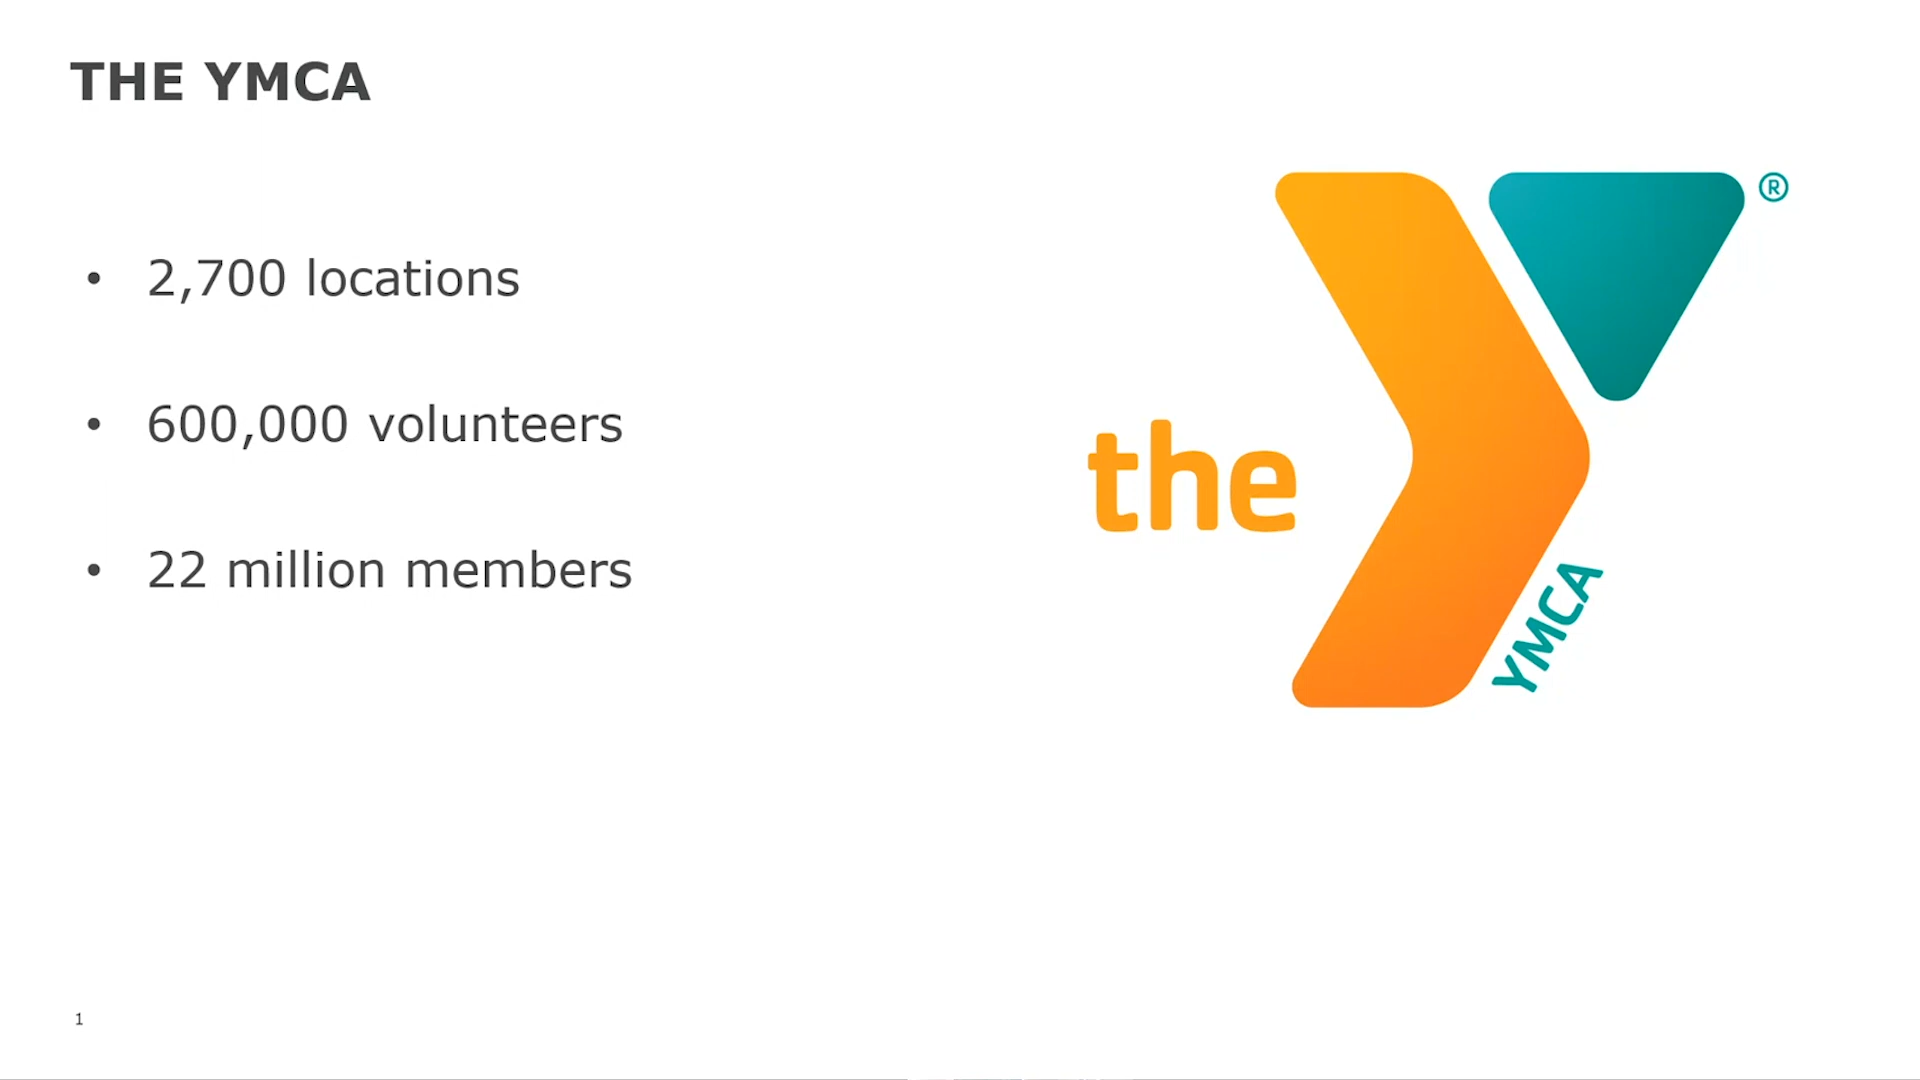 THE YMCA
• 2,700 locations
• 600,000 volunteers
• 22 million members
the
YMCA
®
1